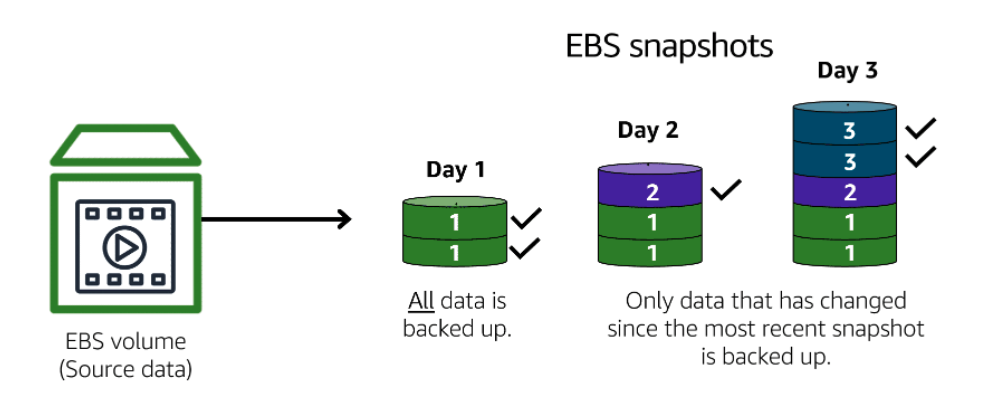 EBS snapshots
Day 1
Day 2
Day 3
1
1
2
1
1
3
3
2
1
1
EBS volume
(Source data)
All data is
backed up.
Only data that has changed
since the most recent snapshot
is backed up.